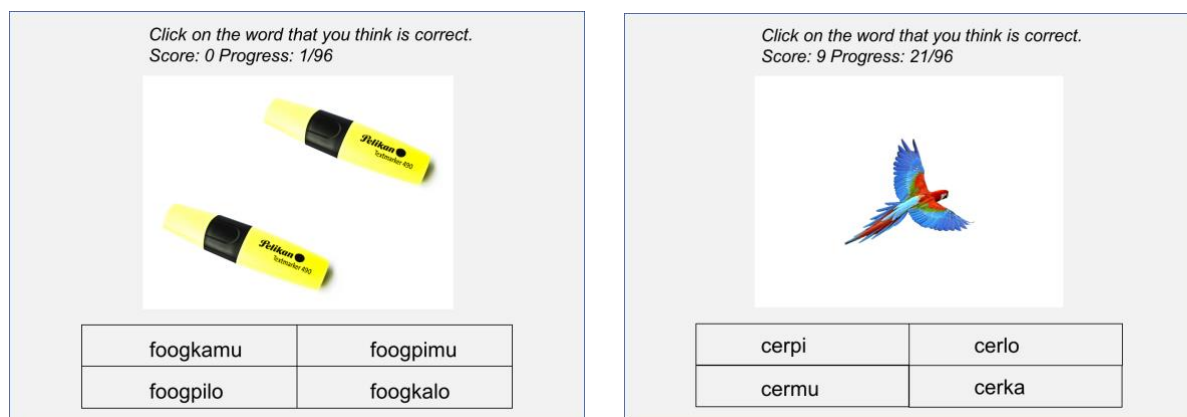 Click on the word that you think is correct.
Score: 0 Progress: 1/96
Pelikan
Textmarker 490
Pelikan
Textmarker 490
foogkamu foogpimu
foogpilo foogkalo
Click on the word that you think is correct.
Score: 9 Progress: 21/96
cerpi cerlo
cermu cerka